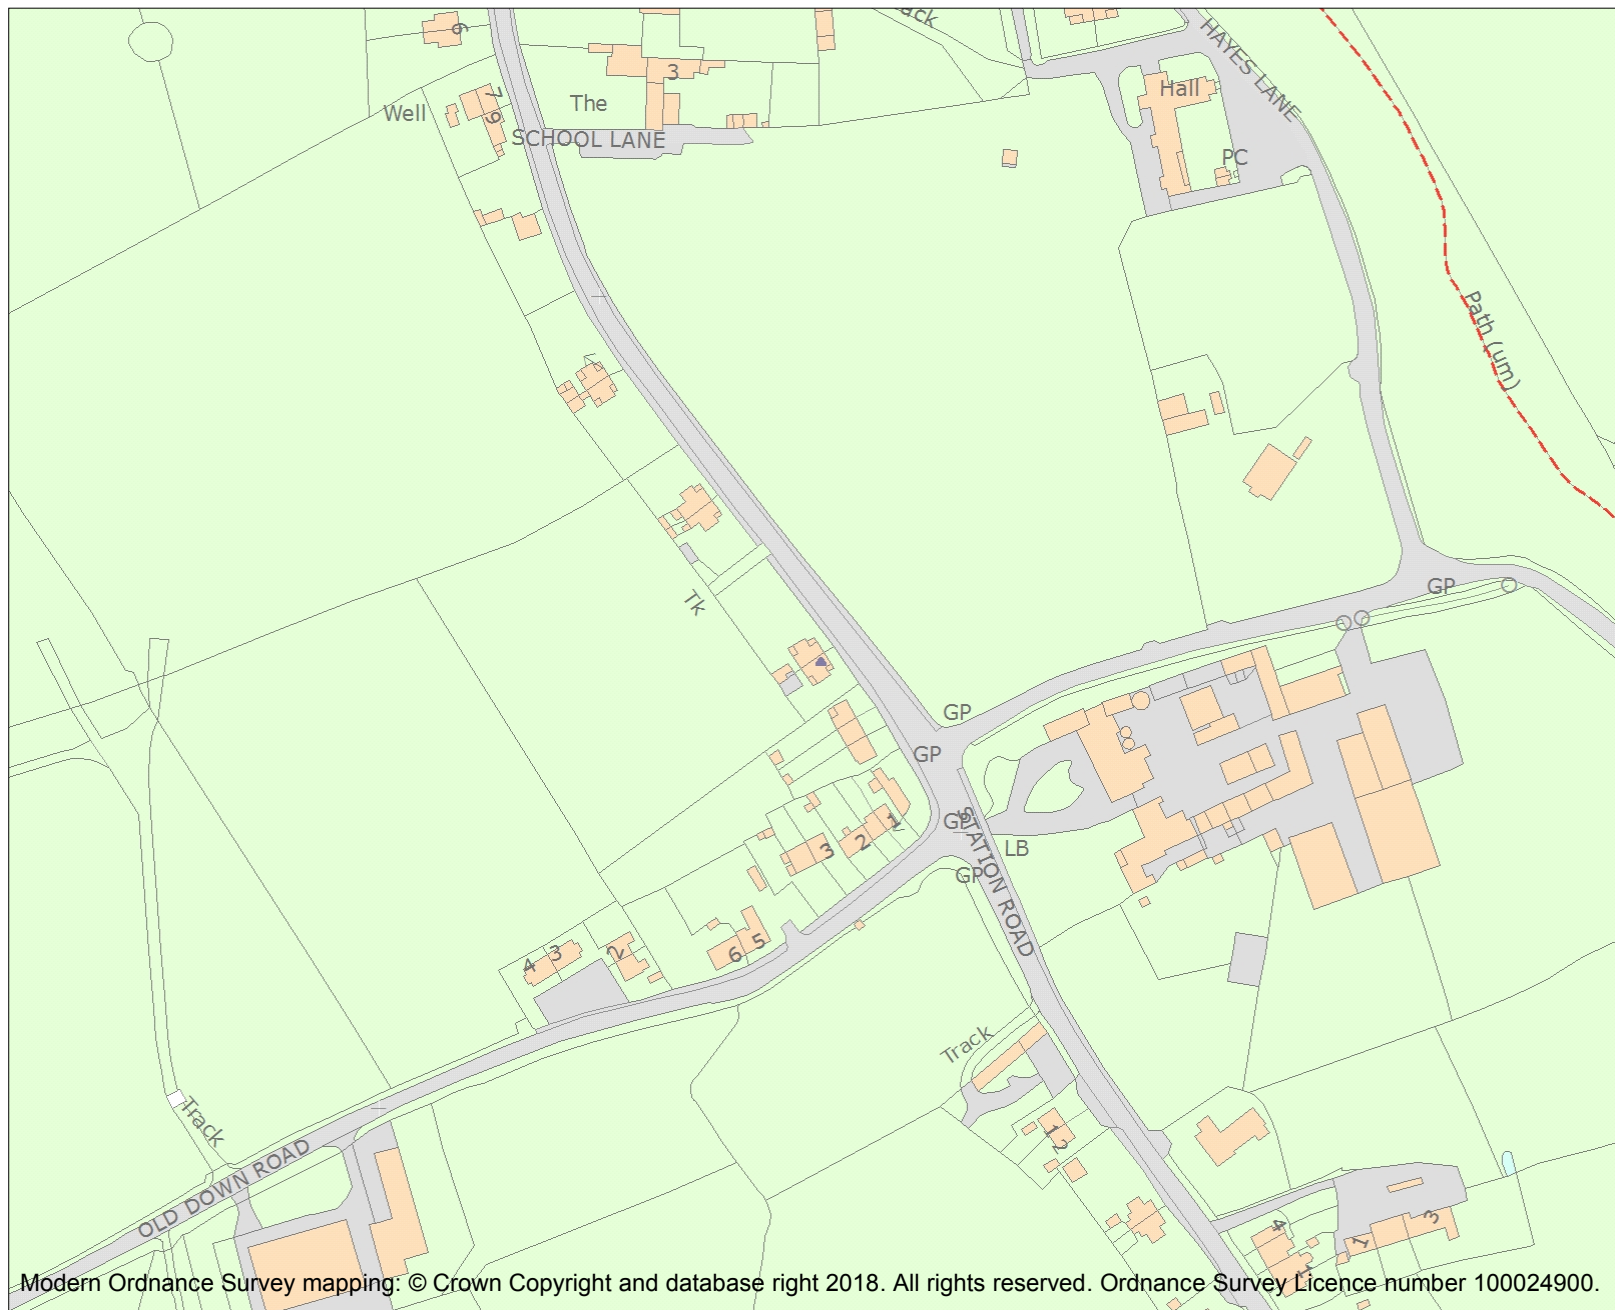 ack
HAYES LANE
6
3
Hall
The
Well
7
9
SCHOOL LANE
PC
Path (um)
GP
Tk
GP
GP
GP
STATION ROAD
LB
1
2
3
GP
5
6
2
3
4
Track
Track
1
2
OLD DOWN ROAD
4
1
3
1
Modern Ordnance Survey mapping: © Crown Copyright and database right 2018. All rights reserved. Ordnance Survey Licence number 100024900.